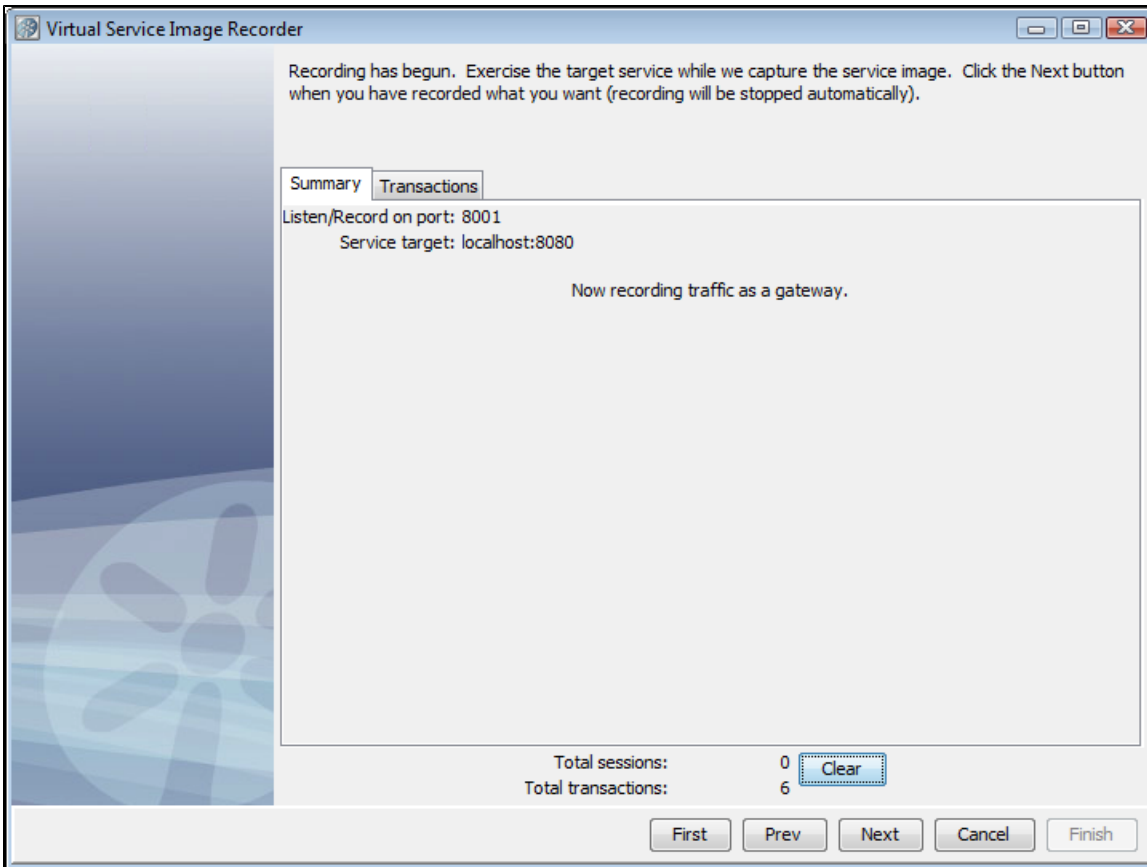 Virtual Service Image Recorder
Recording has begun.  Exercise the target service while we capture the service image.  Click the Next button
when you have recorded what you want (recording will be stopped automatically).
Summary Transactions
Listen/Record on port: 8001
Service target: localhost:8080
Now recording traffic as a gateway.
Total sessions: 0 Clear
Total transactions: 6
First Prev Next Cancel Finish